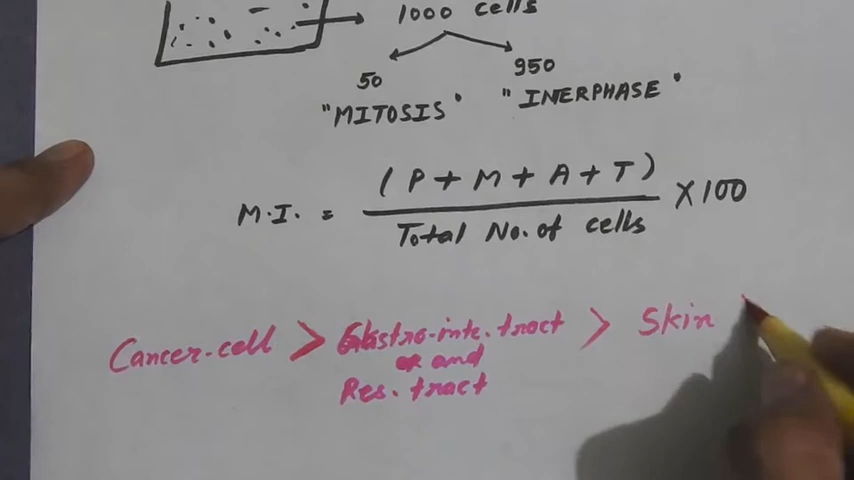 1000 cells
50 950
"MITOSIS" "INERPHASE"
M.I. = (P+M+A+T) / Total No. of cells X100
Cancer-cell > Gastro-inte. tract > Skin
and
Res. tract